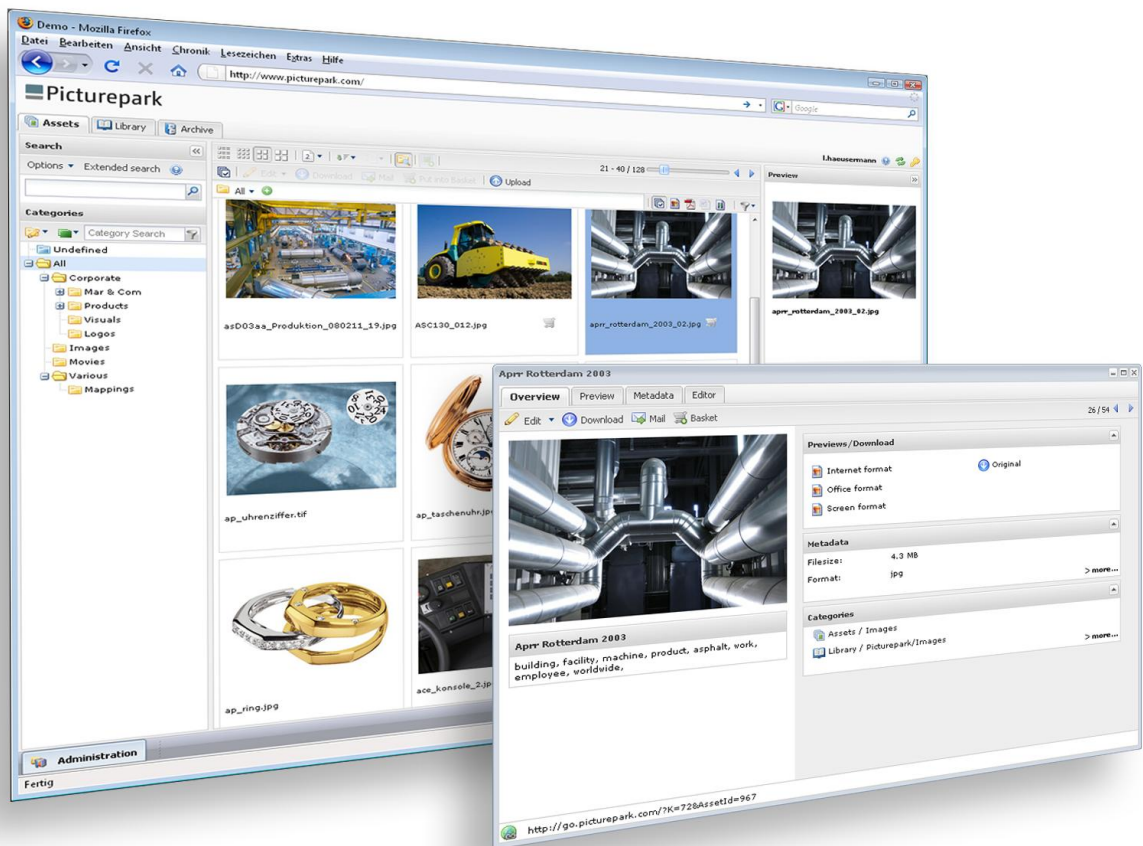 Demo - Mozilla Firefox
Datei Bearbeiten Ansicht Chronik Lesezeichen Extras Hilfe
http://www.picturepark.com/
Google
Picturepark
Assets Library Archive
Search
Options Extended search
Categories
Category Search
Undefined
All
Corporate
Mar & Com
Products
Visuals
Logos
Images
Movies
Various
Mappings
21 - 40 / 128
l.haeusermann
Edit Download Mail Put into Basket Upload
All
asD03aa_Produktion_080211_19.jpg
ASC130_012.jpg
aprr_rotterdam_2003_02.jpg
ap_uhrenziffer.tif
ap_taschenuhr.jp
ap_ring.jpg
ace_konsole_2.jp
Preview
aprr_rotterdam_2003_02.jpg
Administration
Fertig
Aprr Rotterdam 2003
Overview Preview Metadata Editor
Edit Download Mail Basket
26 / 54
Aprr Rotterdam 2003
building, facility, machine, product, asphalt, work,
employee, worldwide,
Previews/Download
Internet format Original
Office format
Screen format
Metadata
Filesize: 4.3 MB
Format: jpg > more...
Categories
Assets / Images
Library / Picturepark/Images > more...
http://go.picturepark.com/?K=72&AssetId=967